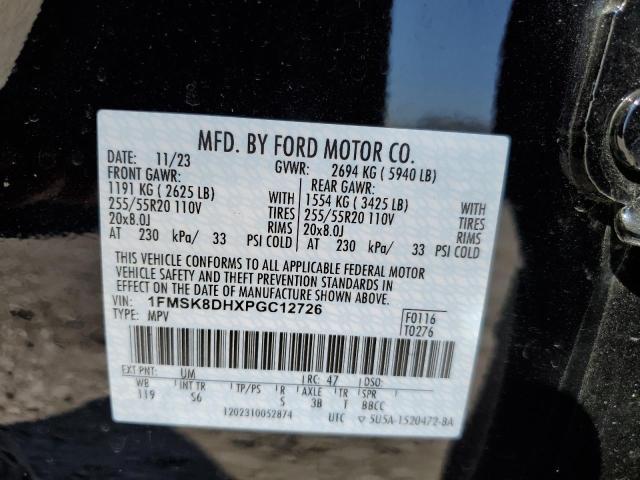 MFD. BY FORD MOTOR CO.
DATE: 11/23 GVWR: 2694 KG ( 5940 LB)
FRONT GAWR: REAR GAWR:
1191 KG ( 2625 LB) WITH 1554 KG ( 3425 LB) WITH
255/55R20 110V TIRES 255/55R20 110V TIRES
20x8.0J RIMS 20x8.0J RIMS
AT 230 kPa/ 33 PSI COLD AT 230 kPa/ 33 PSI COLD
THIS VEHICLE CONFORMS TO ALL APPLICABLE FEDERAL MOTOR
VEHICLE SAFETY AND THEFT PREVENTION STANDARDS IN
EFFECT ON THE DATE OF MANUFACTURE SHOWN ABOVE.
VIN: 1FMSK8DHXPGC12726 F0116
TYPE: MPV T0276
EXT PNT: UM RC: 47 DSO:
WB INT TR TP/PS R AXLE TR SPR
119 S6 S 3B T BBCC
1202310052874 UTC 5U5A-1520472-BA